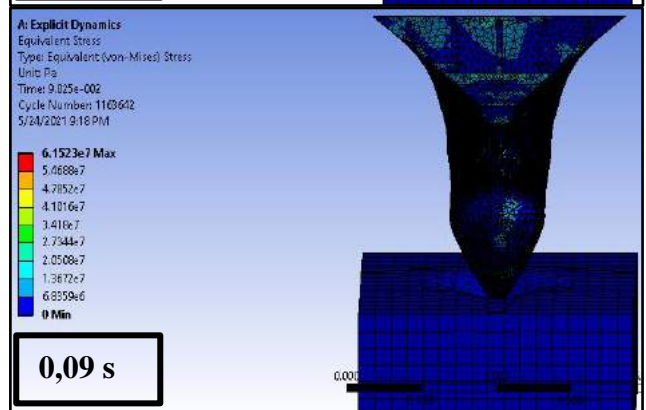 A: Explicit Dynamics
Equivalent Stress
Type: Equivalent (von-Mises) Stress
Unit: Pa
Time: 9.025e-002
Cycle Number: 1163642
5/24/2021 9:18 PM
6.1523e7 Max
5.4688e7
4.7852e7
4.1016e7
3.418e7
2.7344e7
2.0508e7
1.3672e7
6.8359e6
0 Min
0,09 s
0.000